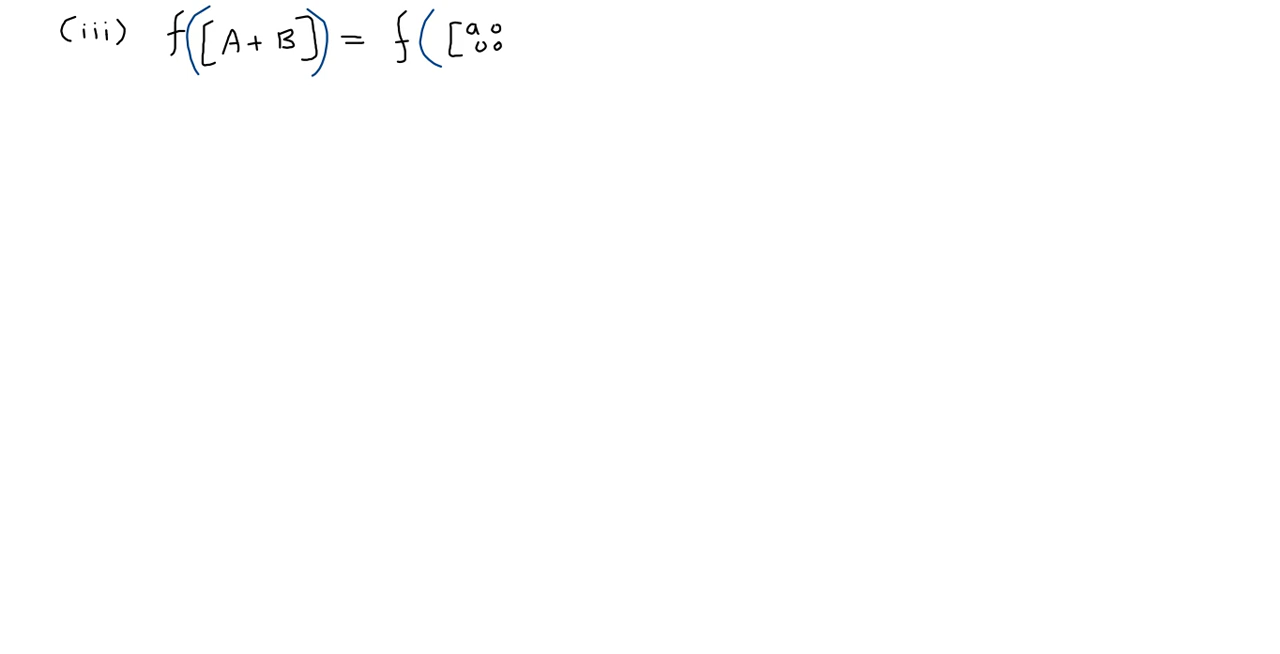 (iii) f([A+B]) = f([a 0 0 0